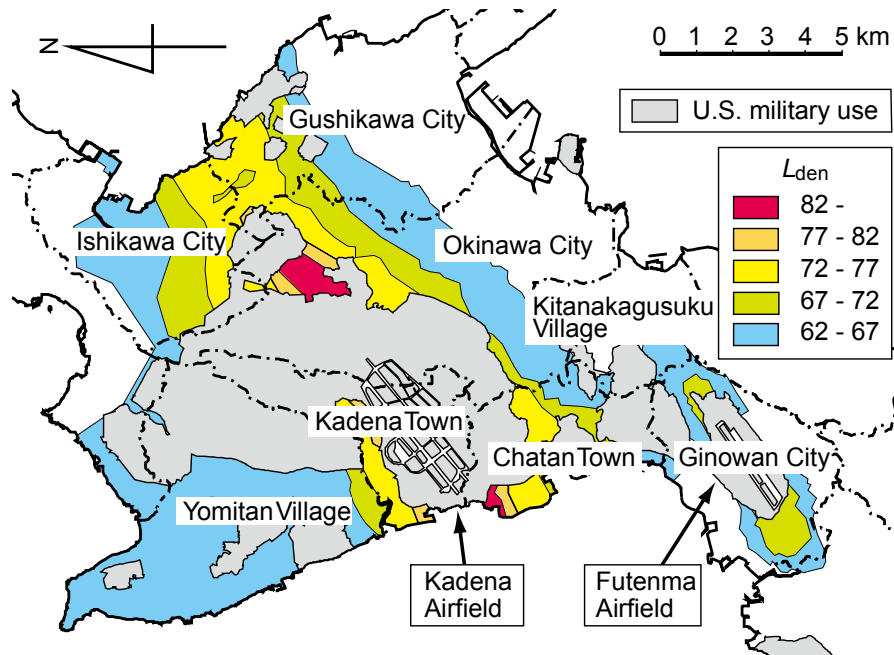 N
0 1 2 3 4 5 km
U.S. military use
Lden
82 -
77 - 82
72 - 77
67 - 72
62 - 67
Gushikawa City
Ishikawa City
Okinawa City
Kitanakagusuku
Village
Kadena Town
Chatan Town
Ginowan City
Yomitan Village
Kadena
Airfield
Futenma
Airfield